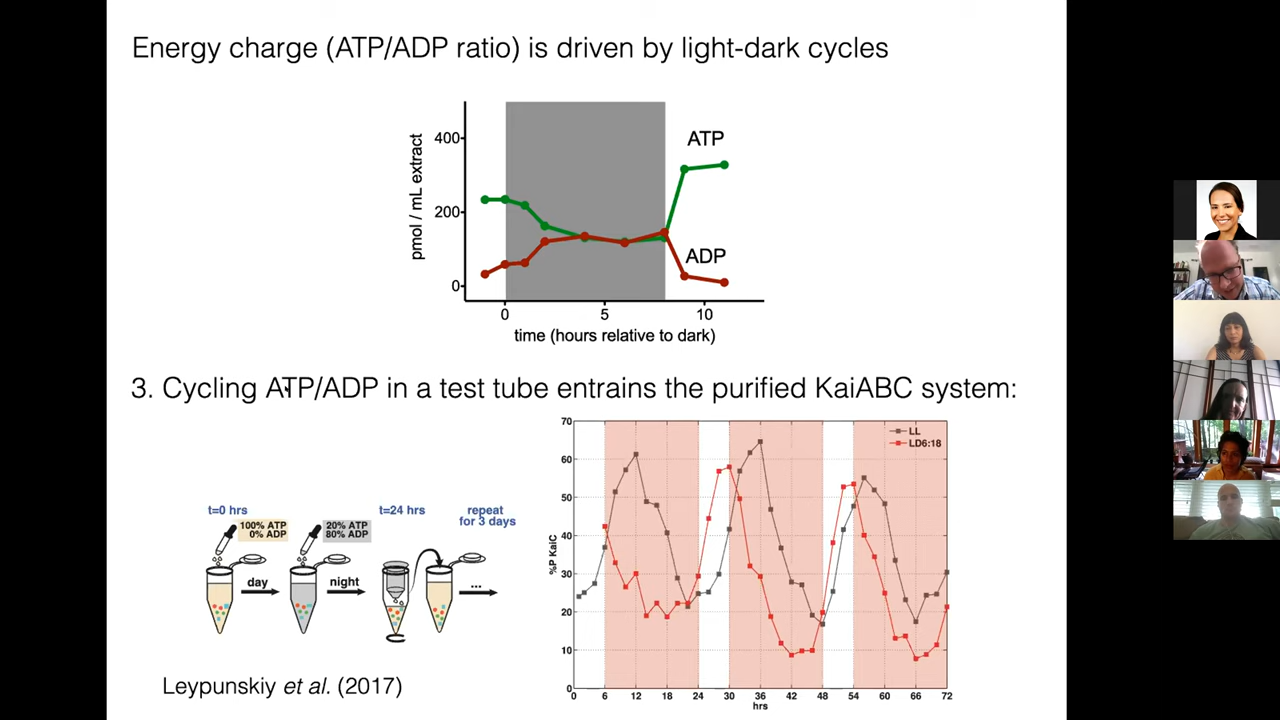 Energy charge (ATP/ADP ratio) is driven by light-dark cycles
pmol / mL extract
400
200
0
ATP
ADP
0 5 10
time (hours relative to dark)
3. Cycling ATP/ADP in a test tube entrains the purified KaiABC system:
t=0 hrs
100% ATP
0% ADP
20% ATP
80% ADP
t=24 hrs
repeat
for 3 days
day
night
...
Leypunskiy et al. (2017)
%P KaiC
70
60
50
40
30
20
10
0
LL
LD6:18
0 6 12 18 24 30 36 42 48 54 60 66 72
hrs